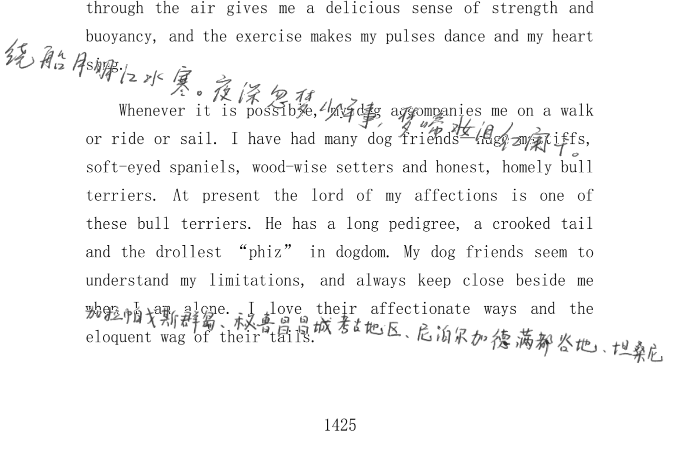 through the air gives me a delicious sense of strength and
buoyancy, and the exercise makes my pulses dance and my heart
sing.
绕船月明江水寒。夜深忽梦少年事，梦啼妆泪红阑干。
Whenever it is possible, my dog accompanies me on a walk
or ride or sail. I have had many dog friends—huge mastiffs,
soft-eyed spaniels, wood-wise setters and honest, homely bull
terriers. At present the lord of my affections is one of
these bull terriers. He has a long pedigree, a crooked tail
and the drollest “phiz” in dogdom. My dog friends seem to
understand my limitations, and always keep close beside me
when I am alone. I love their affectionate ways and the
加拉帕戈斯群岛、秘鲁昌昌城考古地区、尼泊尔加德满都谷地、坦桑尼
eloquent wag of their tails.
1425